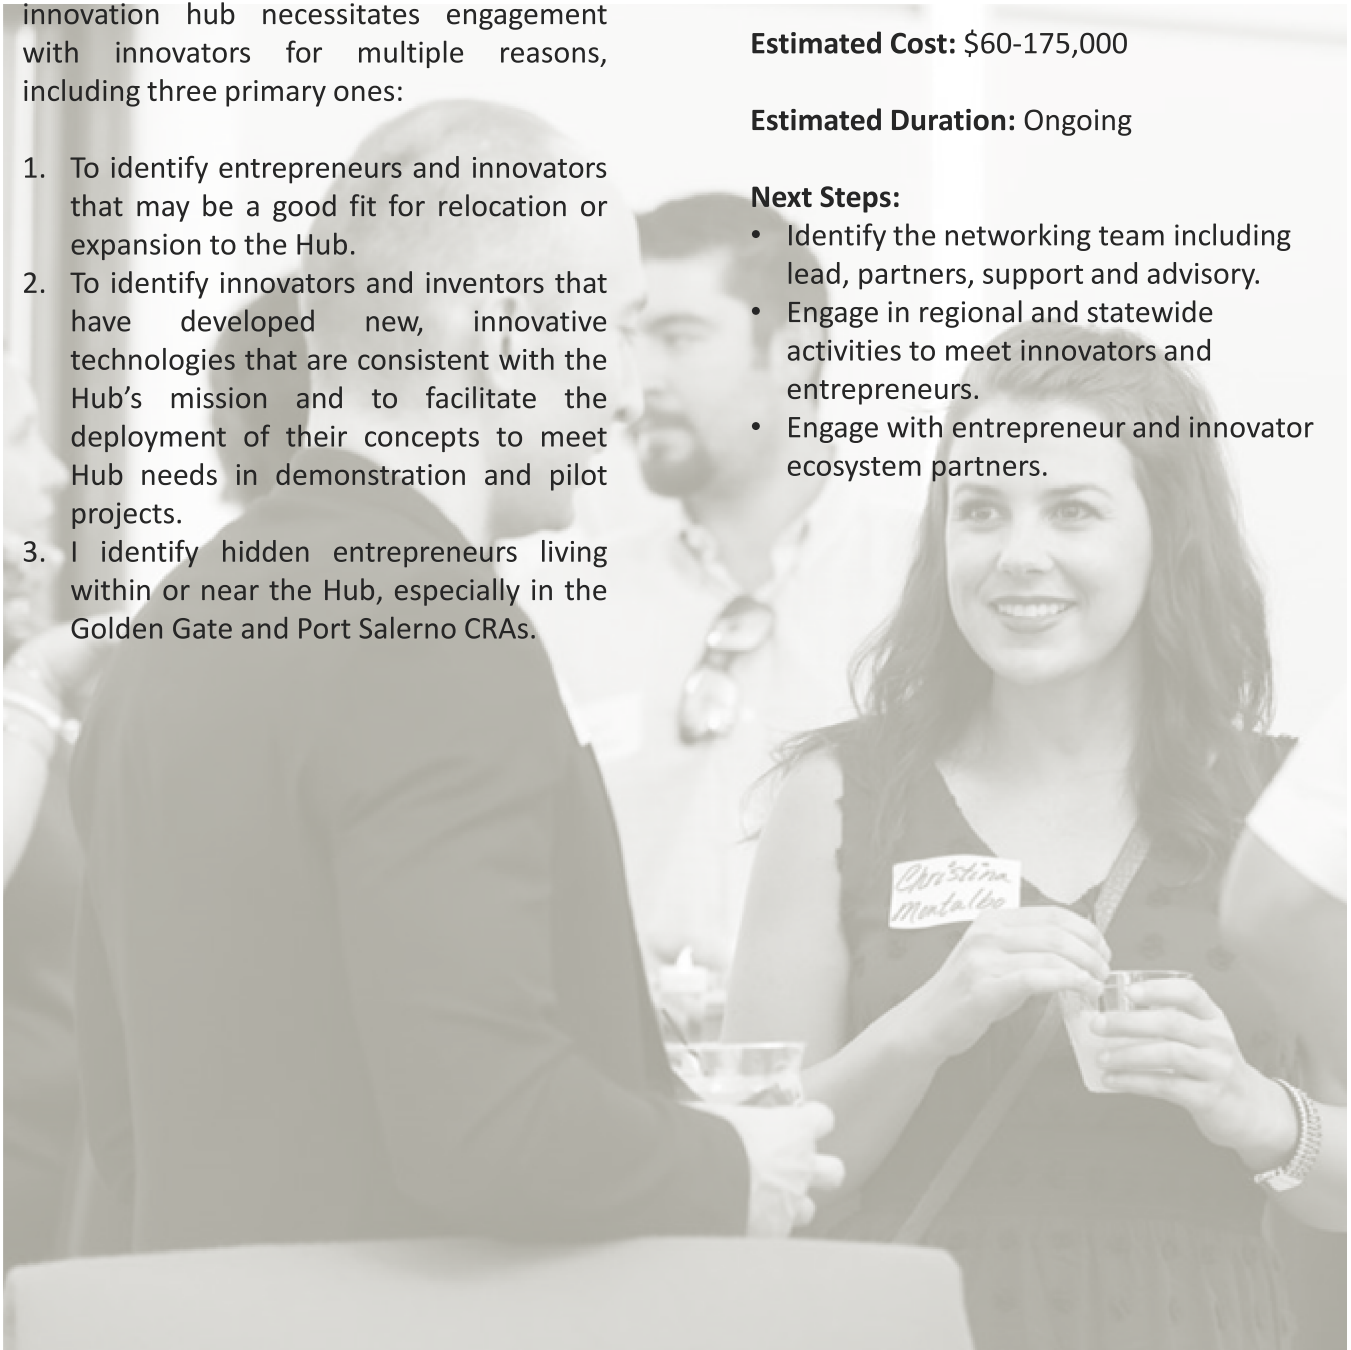 innovation hub necessitates engagement
with innovators for multiple reasons,
including three primary ones:
1. To identify entrepreneurs and innovators
that may be a good fit for relocation or
expansion to the Hub.
2. To identify innovators and inventors that
have developed new, innovative
technologies that are consistent with the
Hub’s mission and to facilitate the
deployment of their concepts to meet
Hub needs in demonstration and pilot
projects.
3. I identify hidden entrepreneurs living
within or near the Hub, especially in the
Golden Gate and Port Salerno CRAs.
Estimated Cost: $60-175,000
Estimated Duration: Ongoing
Next Steps:
• Identify the networking team including
lead, partners, support and advisory.
• Engage in regional and statewide
activities to meet innovators and
entrepreneurs.
• Engage with entrepreneur and innovator
ecosystem partners.
Christina
Montalbo